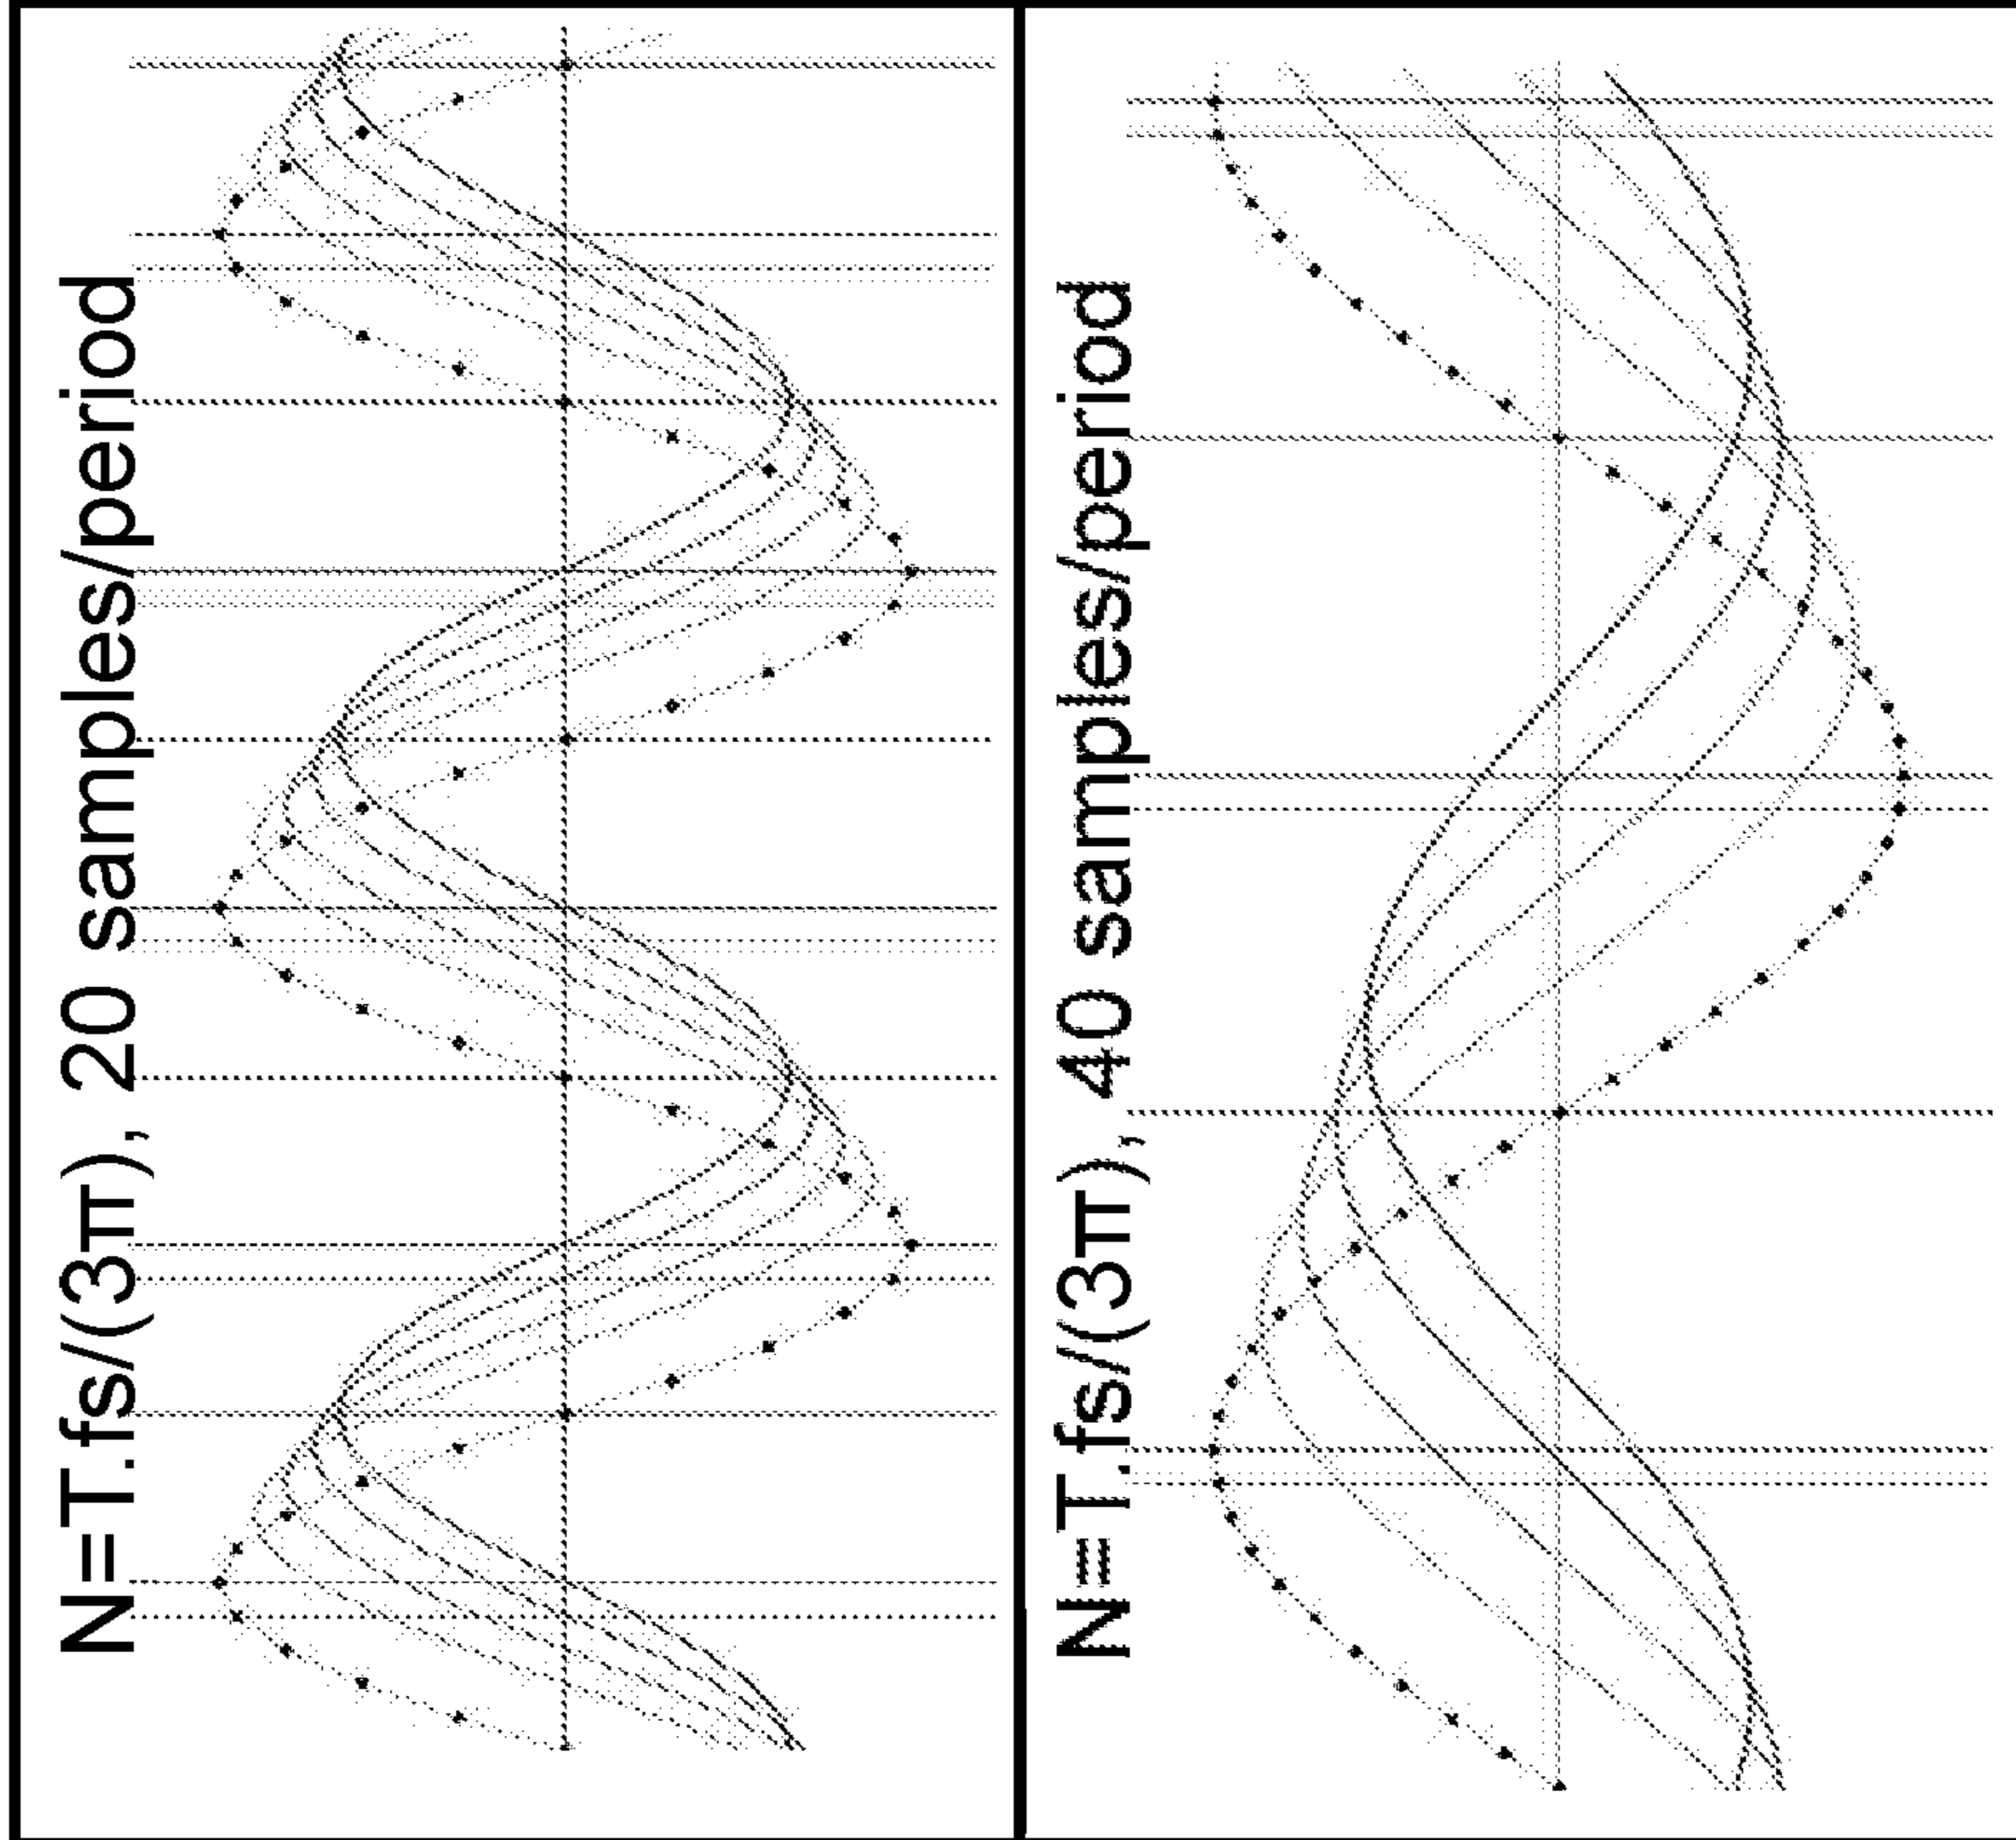 N=T.fs/(3π), 20 samples/period
N=T.fs/(3π), 40 samples/period